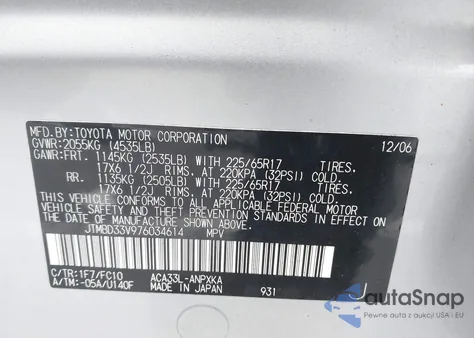 MFD.BY:TOYOTA MOTOR CORPORATION 12/06
GVWR:2055KG (4535LB)
GAWR:FRT. 1145KG (2535LB) WITH 225/65R17 TIRES,
17X6 1/2J RIMS, AT 220KPA (32PSI) COLD.
RR. 1135KG (2505LB) WITH 225/65R17 TIRES,
17X6 1/2J RIMS, AT 220KPA (32PSI) COLD.
THIS VEHICLE CONFORMS TO ALL APPLICABLE FEDERAL MOTOR
VEHICLE SAFETY AND BUMPER STANDARDS IN EFFECT ON THE DATE OF
MANUFACTURE SHOWN ABOVE.
JTMBD33V976034614 MPV
C/TR:1F7/FC10 ACA33L-ANPXKA
A/TM:-05A/U140F MADE IN JAPAN 931 J
autaSnap
Pewne auta z aukcji USA i EU